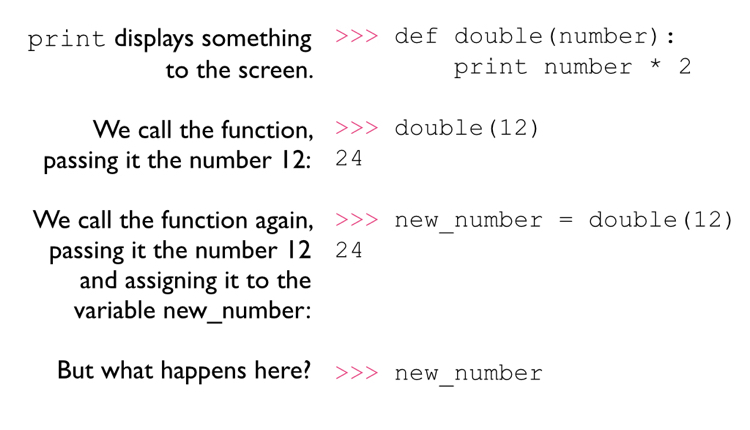 print displays something >>> def double(number):
to the screen. print number * 2
We call the function, >>> double(12)
passing it the number 12: 24
We call the function again, >>> new_number = double(12)
passing it the number 12 24
and assigning it to the
variable new_number:
But what happens here? >>> new_number